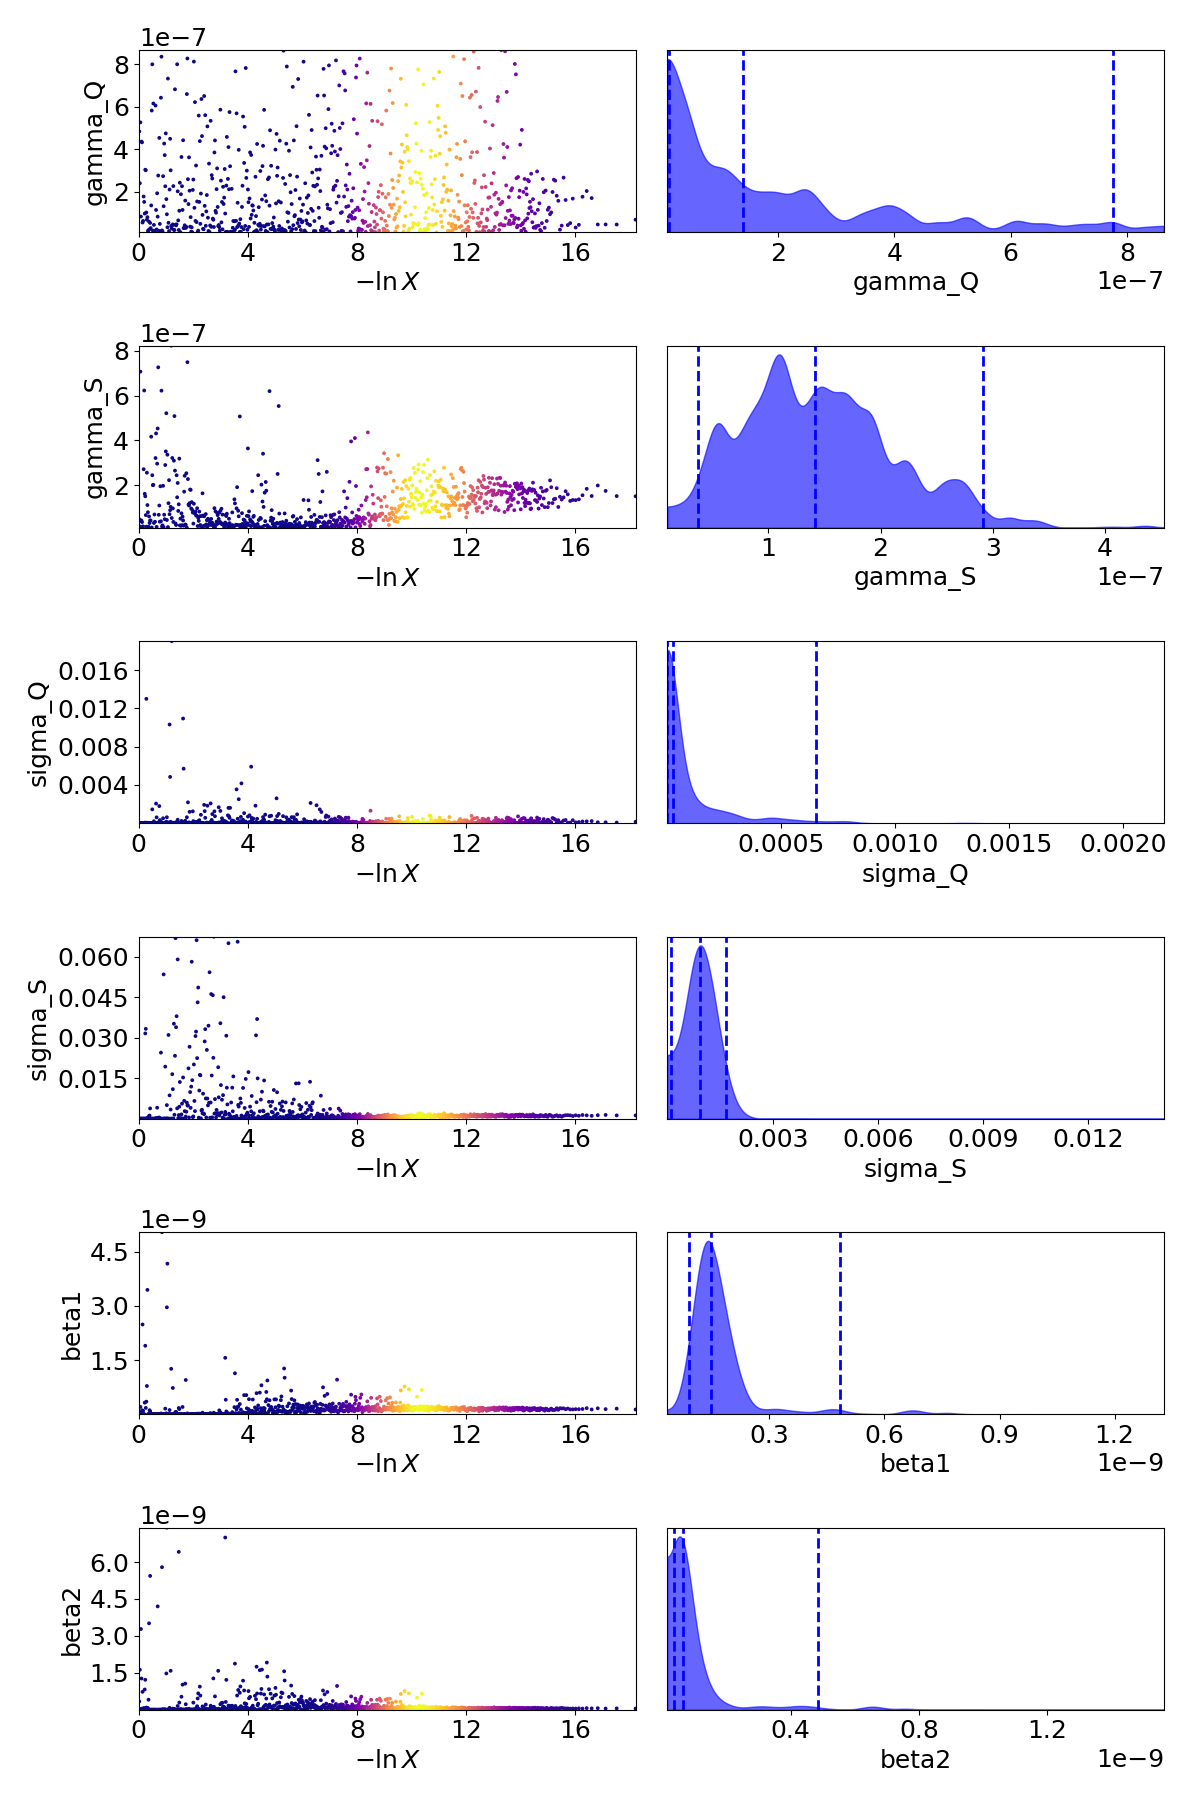 1e−7
gamma_Q
8
6
4
2
0 4 8 12 16
−ln X
2 4 6 8
gamma_Q 1e−7
1e−7
gamma_S
8
6
4
2
0 4 8 12 16
−ln X
1 2 3 4
gamma_S 1e−7
sigma_Q
0.016
0.012
0.008
0.004
0 4 8 12 16
−ln X
0.0005 0.0010 0.0015 0.0020
sigma_Q
sigma_S
0.060
0.045
0.030
0.015
0 4 8 12 16
−ln X
0.003 0.006 0.009 0.012
sigma_S
1e−9
beta1
4.5
3.0
1.5
0 4 8 12 16
−ln X
0.3 0.6 0.9 1.2
beta1 1e−9
1e−9
beta2
6.0
4.5
3.0
1.5
0 4 8 12 16
−ln X
0.4 0.8 1.2
beta2 1e−9